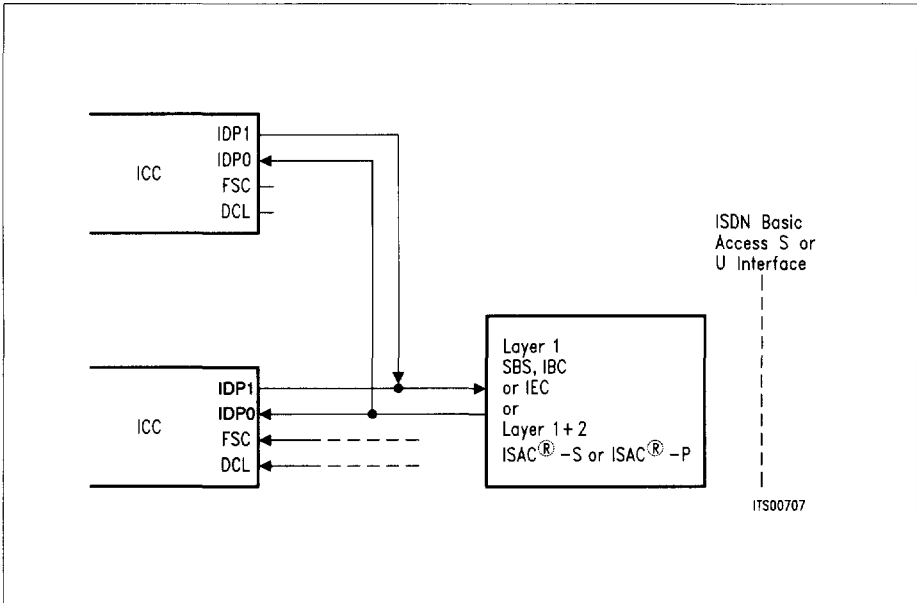 IDP1
IDP0
ICC
FSC
DCL
ISDN Basic
Access S or
U Interface
Layer 1
SBS, IBC
or IEC
or
Layer 1+2
ISAC® -S or ISAC® -P
IDP1
IDP0
ICC
FSC
DCL
ITS00707